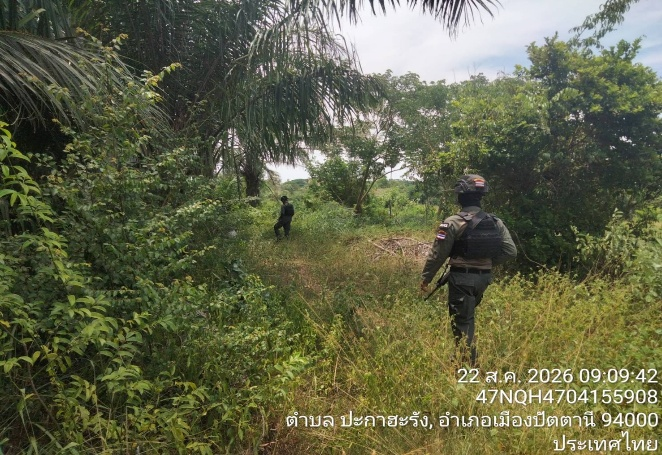 22 ส.ค. 2026 09:09:42
47NQH4704155908
ตำบล ปะกาฮะรัง, อำเภอเมืองปัตตานี 94000
ประเทศไทย